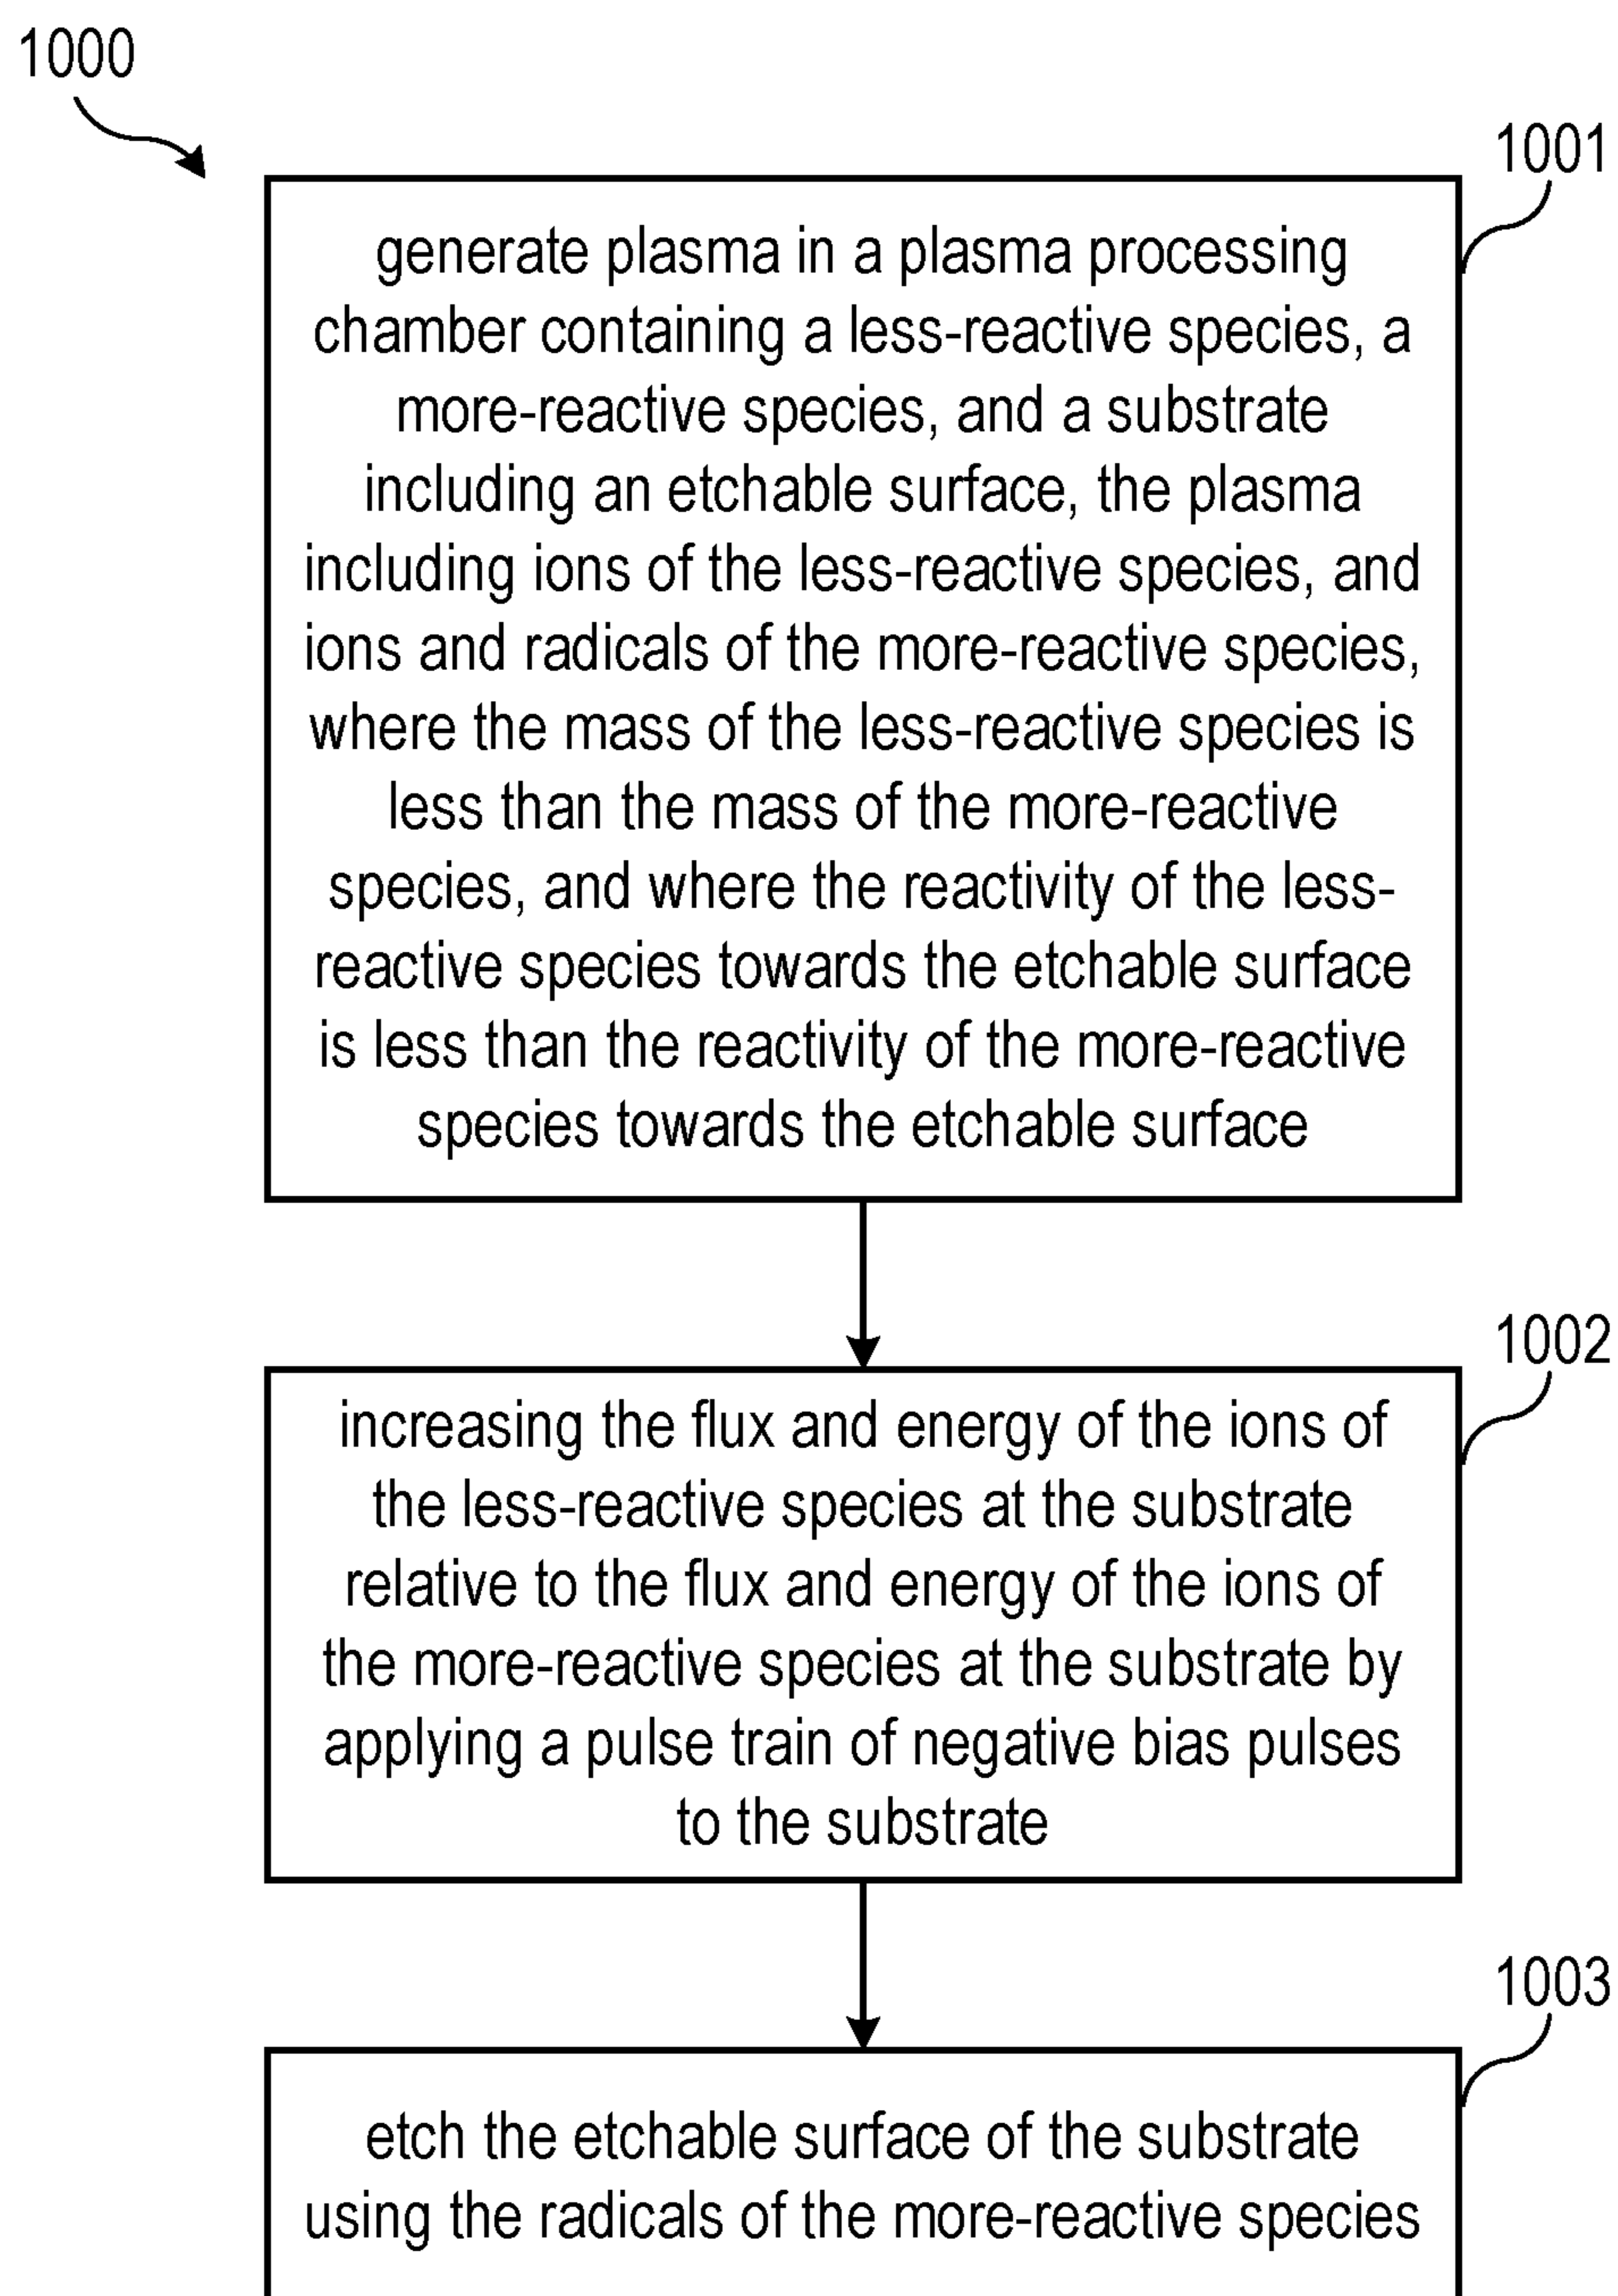 1000
1001
generate plasma in a plasma processing
chamber containing a less-reactive species, a
more-reactive species, and a substrate
including an etchable surface, the plasma
including ions of the less-reactive species, and
ions and radicals of the more-reactive species,
where the mass of the less-reactive species is
less than the mass of the more-reactive
species, and where the reactivity of the less-
reactive species towards the etchable surface
is less than the reactivity of the more-reactive
species towards the etchable surface
1002
increasing the flux and energy of the ions of
the less-reactive species at the substrate
relative to the flux and energy of the ions of
the more-reactive species at the substrate by
applying a pulse train of negative bias pulses
to the substrate
1003
etch the etchable surface of the substrate
using the radicals of the more-reactive species